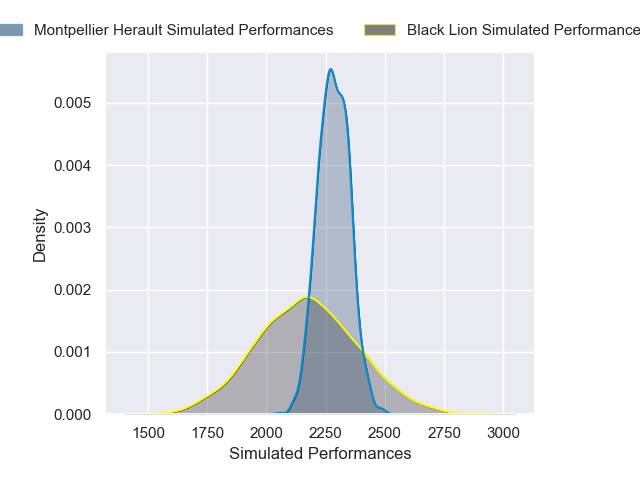 Montpellier Herault Simulated Performances
Black Lion Simulated Performance
0.005
0.004
0.003
0.002
0.001
0.000
Density
1500 1750 2000 2250 2500 2750 3000
Simulated Performances